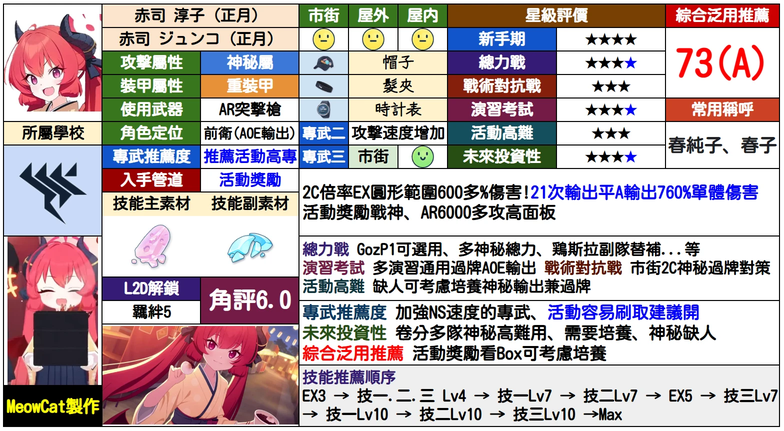 赤司 淳子（正月）
赤司 ジュンコ（正月）
市街 屋外 屋内
星級評價
綜合泛用推薦
新手期 ★★★★
攻擊屬性 神秘屬
帽子
總力戰 ★★★★
73(A)
裝甲屬性 重裝甲
髮夾
戰術對抗戰 ★★★
使用武器 AR突擊槍
時計表
演習考試 ★★★★
常用稱呼
所屬學校
角色定位 前衛(AOE輸出)
專武二 攻擊速度增加
活動高難 ★★★
春純子、春子
專武推薦度 推薦活動高專
專武三 市街
未來投資性 ★★★★
入手管道 活動獎勵
2C倍率EX圓形範圍600多%傷害!21次輸出平A輸出760%單體傷害
活動獎勵戰神、AR6000多攻高面板
技能主素材 技能副素材
總力戰 GozP1可選用、多神秘總力、鶏斯拉副隊替補...等
演習考試 多演習通用過牌AOE輸出 戰術對抗戰 市街2C神秘過牌對策
活動高難 缺人可考慮培養神秘輸出兼過牌
L2D解鎖
羈絆5
角評6.0
專武推薦度 加強NS速度的專武、活動容易刷取建議開
未來投資性 卷分多隊神秘高難用、需要培養、神秘缺人
綜合泛用推薦 活動獎勵看Box可考慮培養
技能推薦順序
EX3 → 技一.二.三 Lv4 → 技一Lv7 → 技二Lv7 → EX5 → 技三Lv7
→ 技一Lv10 → 技二Lv10 → 技三Lv10 →Max
MeowCat製作